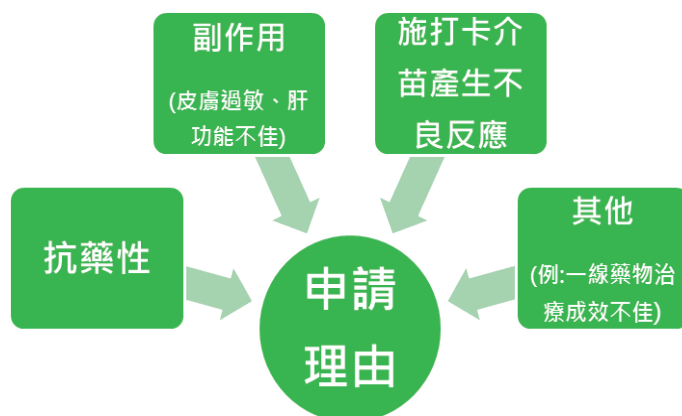 副作用
(皮膚過敏、肝
功能不佳)
施打卡介
苗產生不
良反應
抗藥性
其他
(例:一線藥物治
療成效不佳)
申請
理由